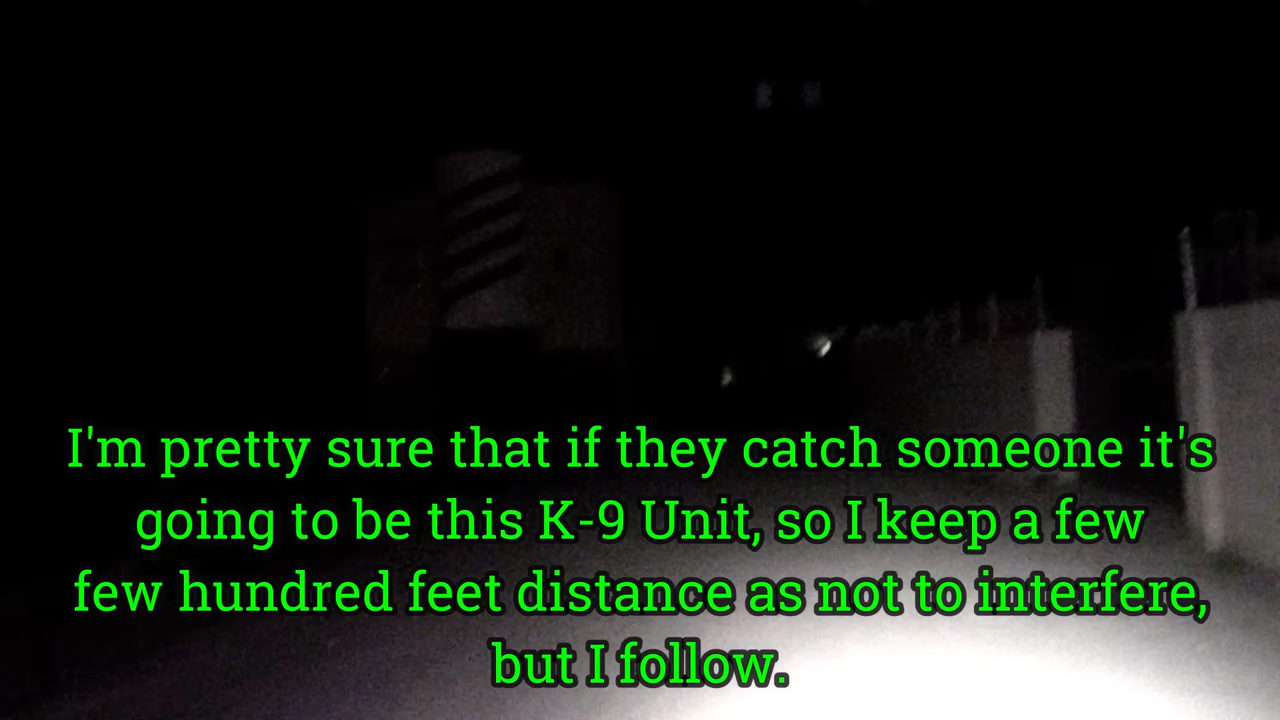 I'm pretty sure that if they catch someone it's
going to be this K-9 Unit, so I keep a few
few hundred feet distance as not to interfere,
but I follow.